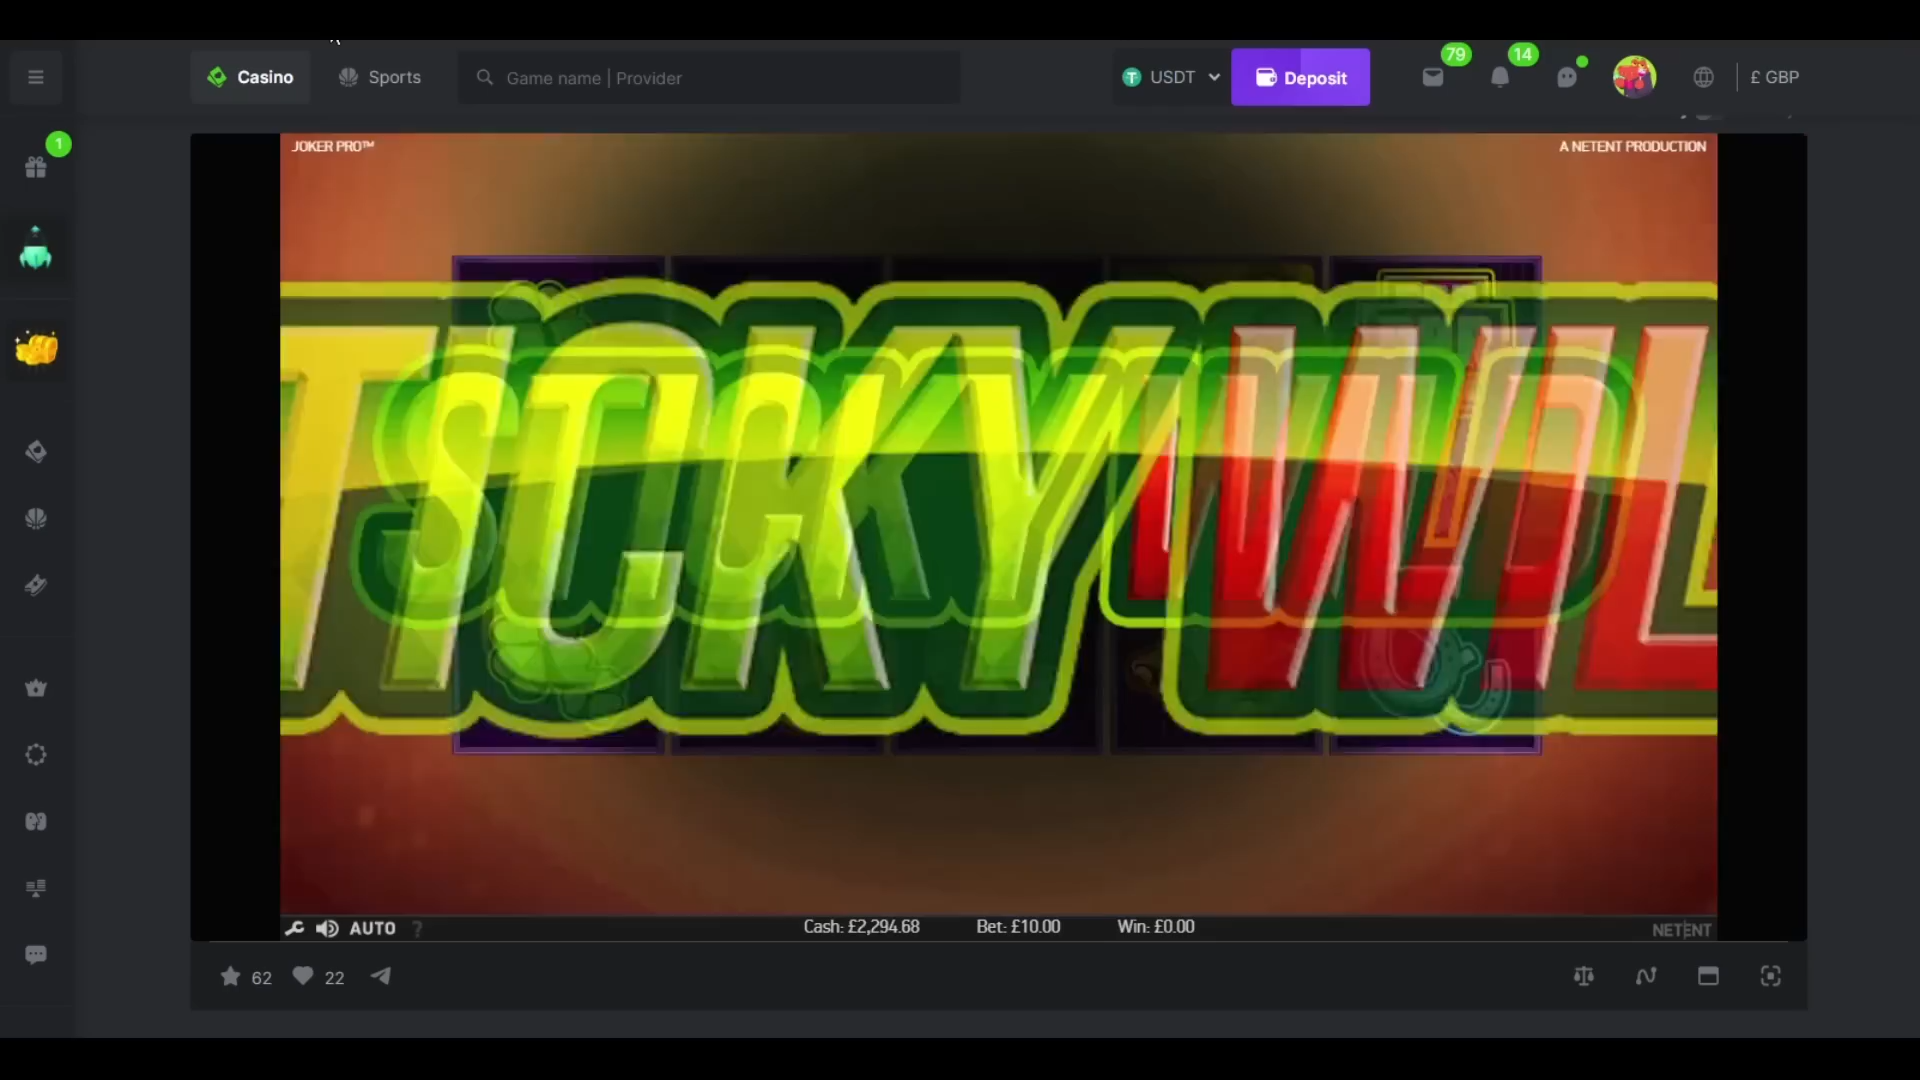 Casino
Sports
Game name | Provider
USDT
Deposit
79
14
£ GBP
1
JOKER PRO™
A NETENT PRODUCTION
STICKY WILD
AUTO
?
Cash: £2,294.68
Bet: £10.00
Win: £0.00
NETENT
62
22